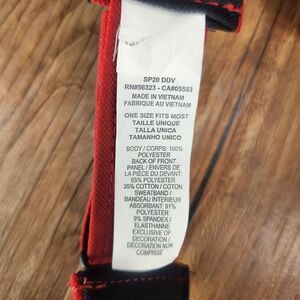 SP20 DDV
RN#56323 - CA#05553
MADE IN VIETNAM
FABRIQUE AU VIETNAM
ONE SIZE FITS MOST
TAILLE UNIQUE
TALLA UNICA
TAMANHO UNICO
BODY / CORPS: 100%
POLYESTER
BACK OF FRONT
PANEL / ENVERS DE
LA PIÈCE DU DEVANT:
65% POLYESTER
35% COTTON / COTON
SWEATBAND /
BANDEAU INTERIEUR
ABSORBANT: 91%
POLYESTER
9% SPANDEX /
ELASTHANNE
EXCLUSIVE OF
DECORATION /
DECORATION NON
COMPRISE